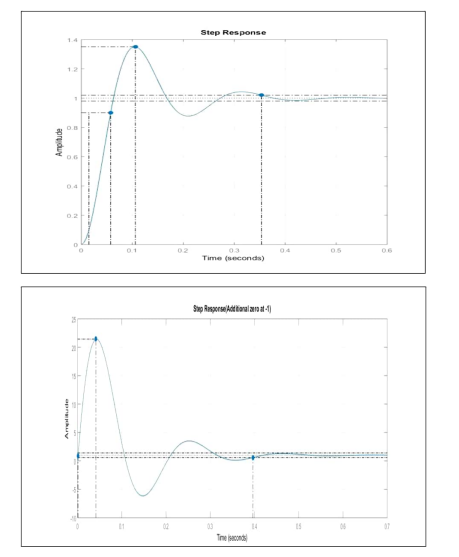 Step Response
1.4
1.2
1
0.8
0.6
0.4
0.2
0
Amplitude
0 0.1 0.2 0.3 0.4 0.5 0.6
Time (seconds)
Step Response(Additional zero at -1)
Amplitude
0 0.1 0.2 0.3 0.4 0.5 0.6 0.7
Time (seconds)